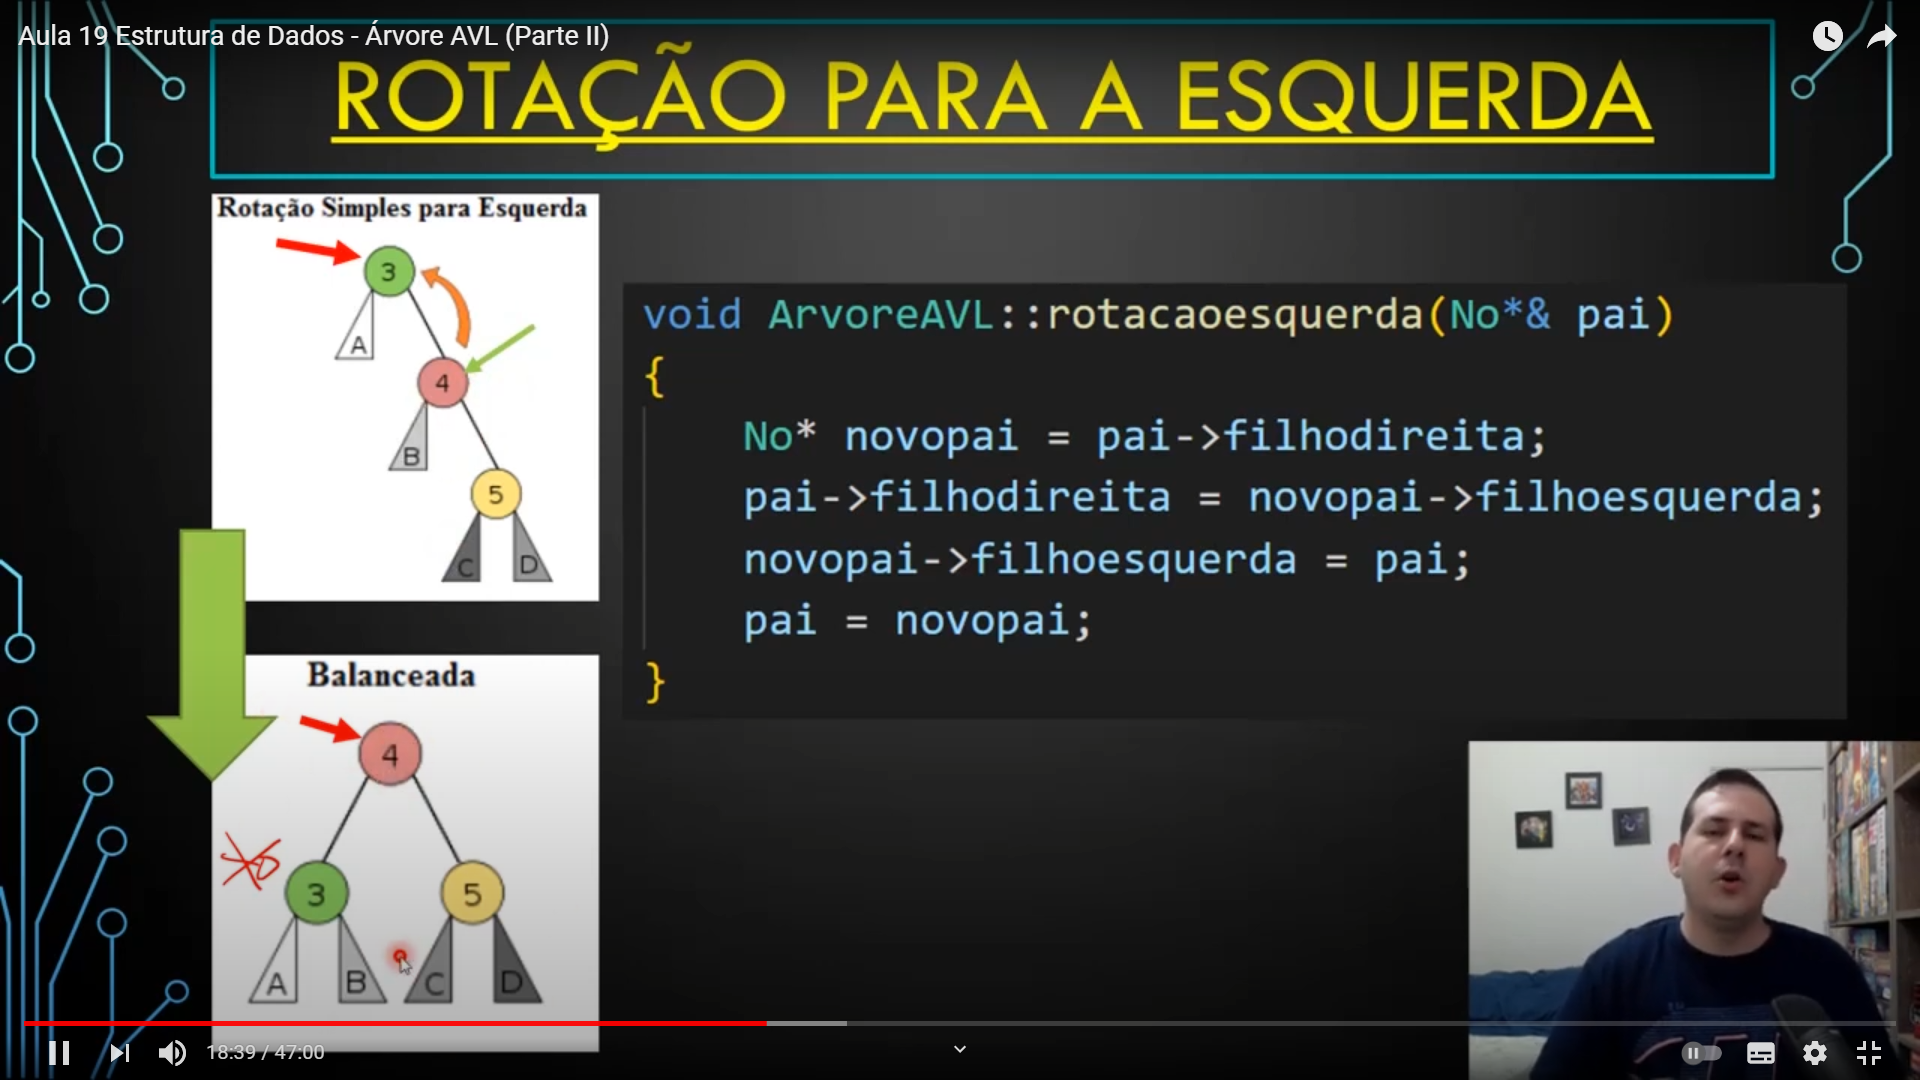 Aula 19 Estrutura de Dados - Árvore AVL (Parte II)
ROTAÇÃO PARA A ESQUERDA
Rotação Simples para Esquerda
3
A
4
B
5
C D
void ArvoreAVL::rotacaoesquerda(No*& pai)
{
No* novopai = pai->filhodireita;
pai->filhodireita = novopai->filhoesquerda;
novopai->filhoesquerda = pai;
pai = novopai;
}
Balanceada
4
3 5
A B C D
18:39 / 47:00